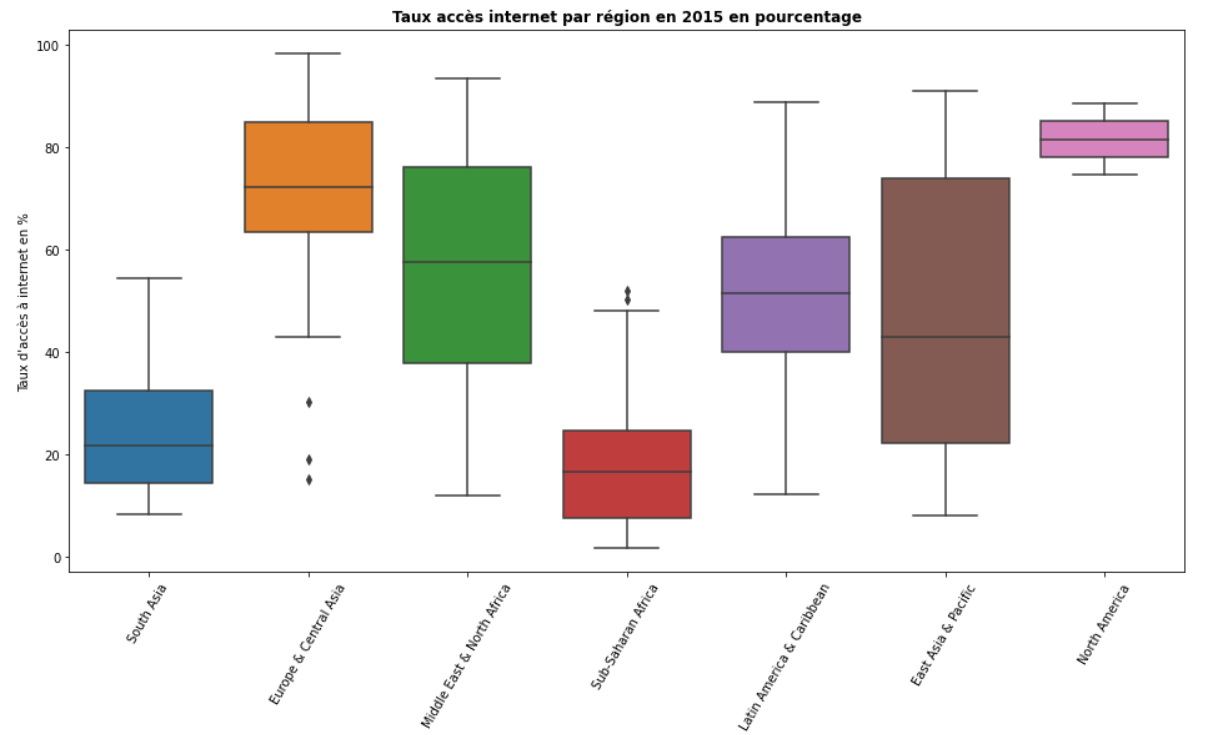 Taux accès internet par région en 2015 en pourcentage
Taux d'accès à internet en %
100
80
60
40
20
0
South Asia
Europe & Central Asia
Middle East & North Africa
Sub-Saharan Africa
Latin America & Caribbean
East Asia & Pacific
North America